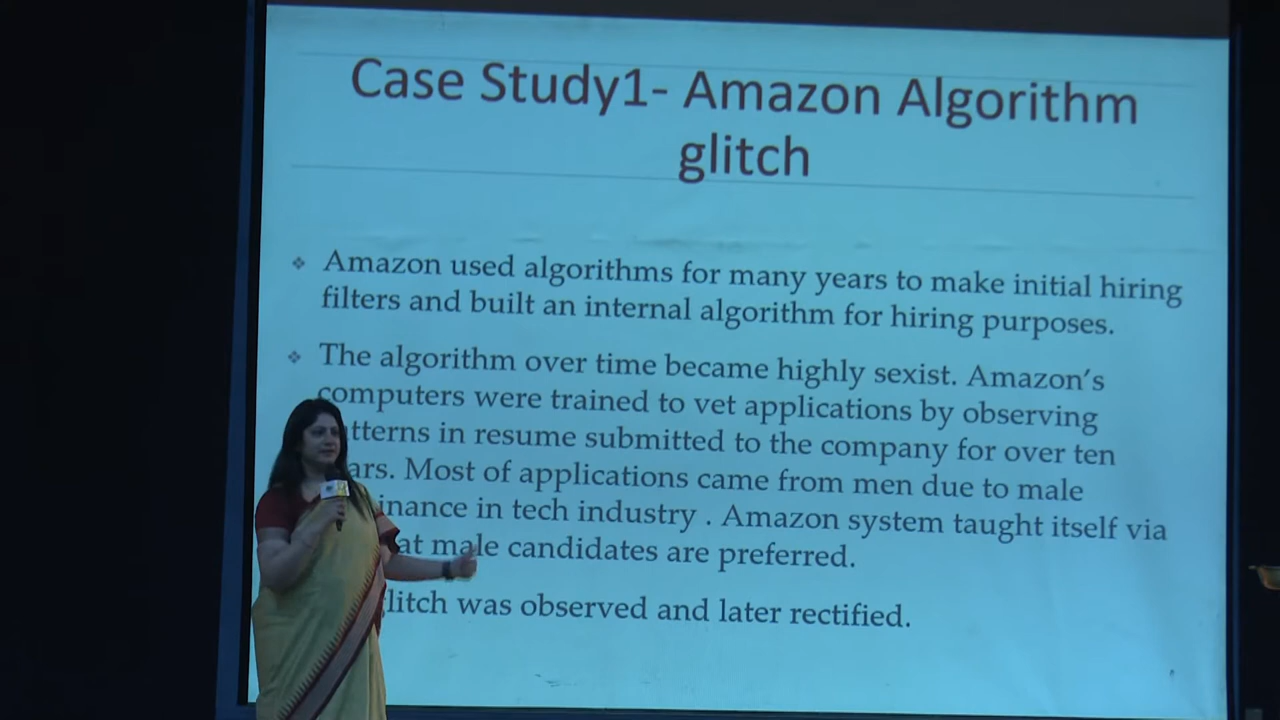 Case Study1- Amazon Algorithm
glitch
❖ Amazon used algorithms for many years to make initial hiring
filters and built an internal algorithm for hiring purposes.
❖ The algorithm over time became highly sexist. Amazon's
computers were trained to vet applications by observing
tterns in resume submitted to the company for over ten
ars. Most of applications came from men due to male
inance in tech industry . Amazon system taught itself via
at male candidates are preferred.
litch was observed and later rectified.